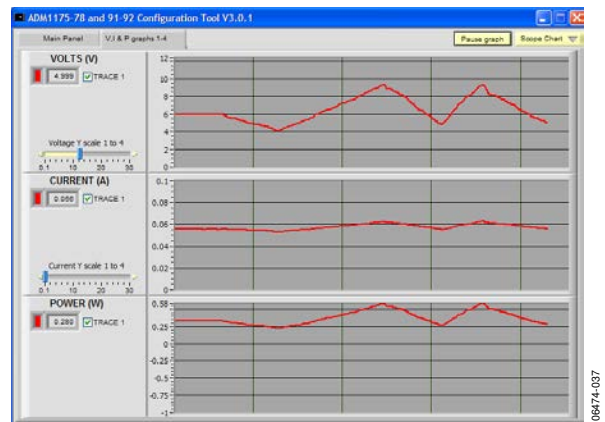 ADM1175-78 and 91-92 Configuration Tool V3.0.1
Main Panel V,I & P graphs 1-4 Pause graph Scope Chart
VOLTS (V)
4.999 TRACE 1
Voltage Y scale 1 to 4
0.1 10 20 30
12
10
8
6
4
2
0
CURRENT (A)
TRACE 1
Current Y scale 1 to 4
0.1 10 20 30
0.1
0.08
0.06
0.04
0.02
0
POWER (W)
0.280 TRACE 1
0.58
0.25
0
-0.25
-0.5
-0.75
-1
06474-037